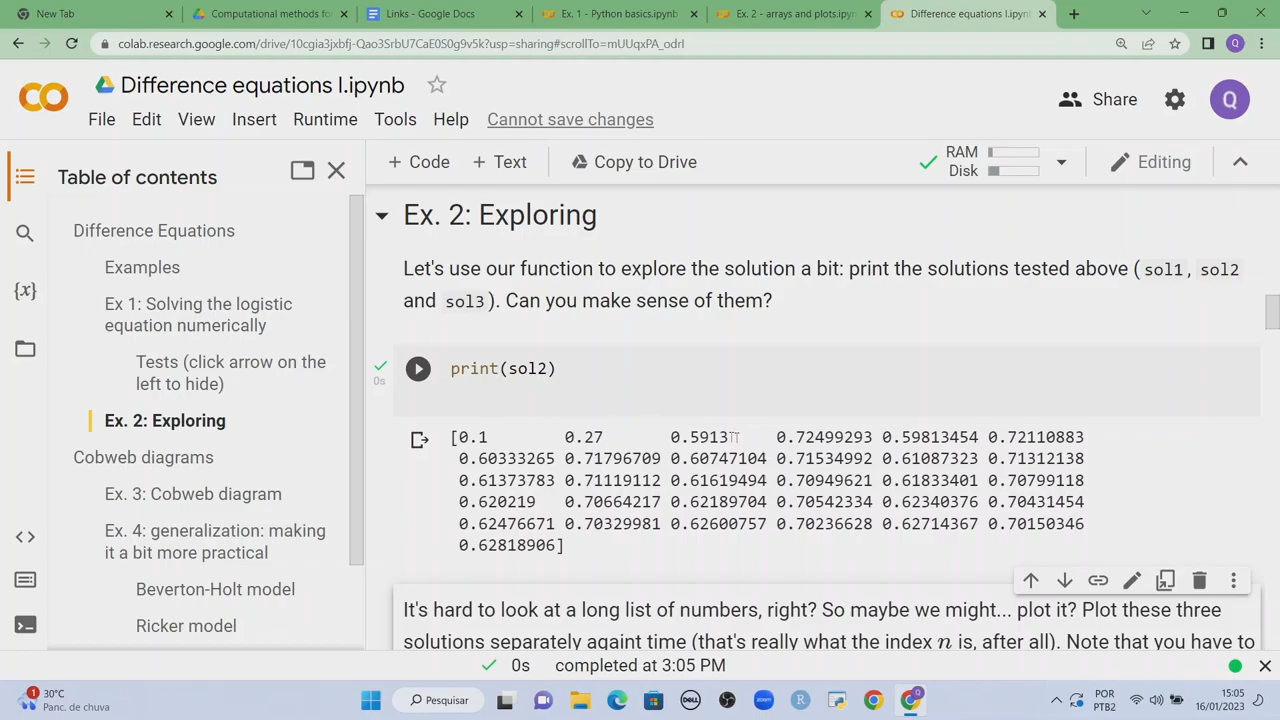 New Tab
Computational methods for
Links - Google Docs
Ex. 1 - Python basics.ipynb
Ex. 2 - arrays and plots.ipynb
Difference equations I.ipynb
colab.research.google.com/drive/10cgia3jxbfj-Qao3SrbU7CaE0S0g9v5k?usp=sharing#scrollTo=mUUqxPA_odrl
Q
Difference equations I.ipynb
Share
Q
File Edit View Insert Runtime Tools Help Cannot save changes
Table of contents
+ Code + Text Copy to Drive
RAM
Disk
Editing
Difference Equations
Examples
Ex 1: Solving the logistic
equation numerically
Tests (click arrow on the
left to hide)
Ex. 2: Exploring
Cobweb diagrams
Ex. 3: Cobweb diagram
Ex. 4: generalization: making
it a bit more practical
Beverton-Holt model
Ricker model
{x}
Ex. 2: Exploring
Let's use our function to explore the solution a bit: print the solutions tested above (sol1, sol2
and sol3). Can you make sense of them?
0s
print(sol2)
[0.1 0.27 0.5913 0.72499293 0.59813454 0.72110883
0.60333265 0.71796709 0.60747104 0.71534992 0.61087323 0.71312138
0.61373783 0.71119112 0.61619494 0.70949621 0.61833401 0.70799118
0.620219 0.70664217 0.62189704 0.70542334 0.62340376 0.70431454
0.62476671 0.70329981 0.62600757 0.70236628 0.62714367 0.70150346
0.62818906]
It's hard to look at a long list of numbers, right? So maybe we might... plot it? Plot these three
solutions separately againt time (that's really what the index n is, after all). Note that you have to
0s completed at 3:05 PM
1
30°C
Parc. de chuva
Pesquisar
DELL
zoom
R
POR
PTB2
15:05
16/01/2023